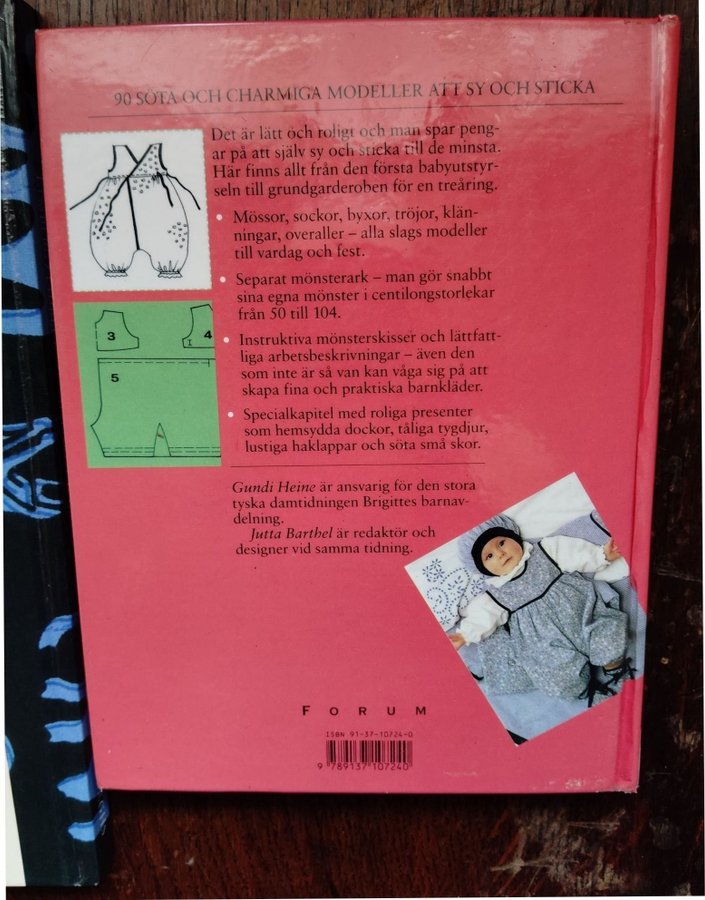 90 SÖTA OCH CHARMIGA MODELLER ATT SY OCH STICKA
Det är lätt och roligt och man spar peng-
ar på att själv sy och sticka till de minsta.
Här finns allt från den första babyutstyr-
seln till grundgarderoben för en treåring.
• Mössor, sockor, byxor, tröjor, klän-
ningar, overaller – alla slags modeller
till vardag och fest.
• Separat mönsterark – man gör snabbt
sina egna mönster i centilongstorlekar
från 50 till 104.
3
4
5
• Instruktiva mönsterskisser och lättfatt-
liga arbetsbeskrivningar – även den
som inte är så van kan våga sig på att
skapa fina och praktiska barnkläder.
• Specialkapitel med roliga presenter
som hemsydda dockor, tåliga tygdjur,
lustiga haklappar och söta små skor.
Gundi Heine är ansvarig för den stora
tyska damtidningen Brigittes barnav-
delning.
Jutta Barthel är redaktör och
designer vid samma tidning.
FORUM
ISBN 91-37-10724-0
9 789137 107240